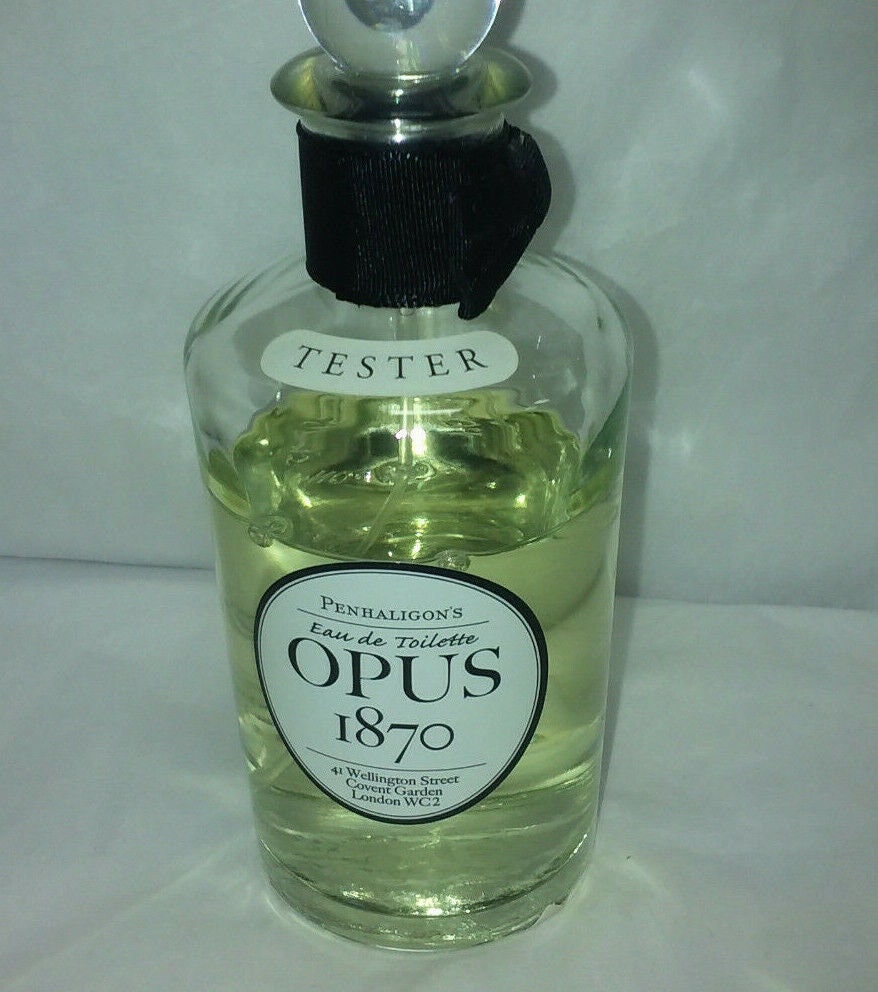 TESTER
PENHALIGON'S
Eau de Toilette
OPUS
1870
41 Wellington Street
Covent Garden
London WC2